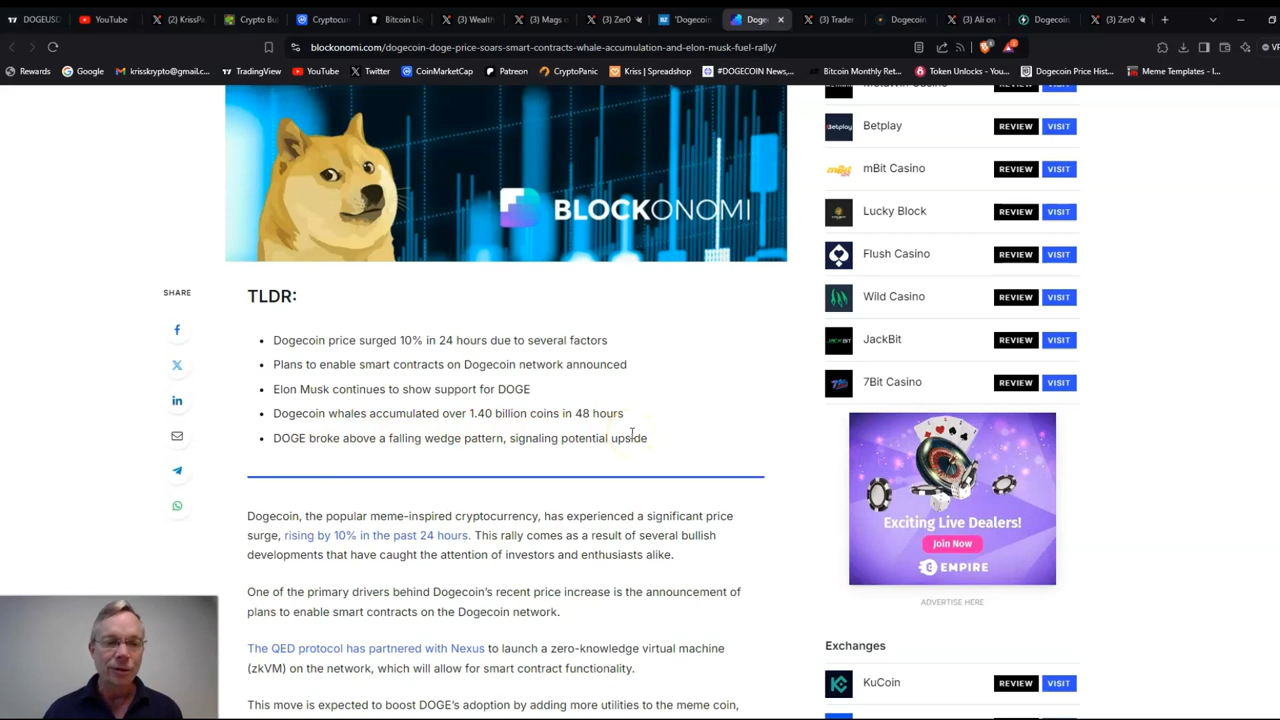 DOGEUSD
YouTube
(2) KrissPa
Crypto Bu
Cryptocurr
Bitcoin Liq
(3) Wealth
(3) Mags o
(3) Zer0
'Dogecoin
Doge
(3) Trader
Dogecoin
(3) Ali on
Dogecoin
(3) Zer0
blockonomi.com/dogecoin-doge-price-soars-smart-contracts-whale-accumulation-and-elon-musk-fuel-rally/
Rewards
Google
krisskrypto@gmail.c...
TradingView
YouTube
Twitter
CoinMarketCap
Patreon
CryptoPanic
Kriss | Spreadshop
#DOGECOIN News,...
Bitcoin Monthly Ret...
Token Unlocks - You...
Dogecoin Price Hist...
Meme Templates - I...
BLOCKONOMI
SHARE
TLDR:
Dogecoin price surged 10% in 24 hours due to several factors
Plans to enable smart contracts on Dogecoin network announced
Elon Musk continues to show support for DOGE
Dogecoin whales accumulated over 1.40 billion coins in 48 hours
DOGE broke above a falling wedge pattern, signaling potential upside
Dogecoin, the popular meme-inspired cryptocurrency, has experienced a significant price
surge, rising by 10% in the past 24 hours. This rally comes as a result of several bullish
developments that have caught the attention of investors and enthusiasts alike.
One of the primary drivers behind Dogecoin's recent price increase is the announcement of
plans to enable smart contracts on the Dogecoin network.
The QED protocol has partnered with Nexus to launch a zero-knowledge virtual machine
(zkVM) on the network, which will allow for smart contract functionality.
This move is expected to boost DOGE's adoption by adding more utilities to the meme coin,
MetaWin Casino REVIEW VISIT
Betplay REVIEW VISIT
mBit Casino REVIEW VISIT
Lucky Block REVIEW VISIT
Flush Casino REVIEW VISIT
Wild Casino REVIEW VISIT
JackBit REVIEW VISIT
7Bit Casino REVIEW VISIT
Exciting Live Dealers!
Join Now
EMPIRE
ADVERTISE HERE
Exchanges
KuCoin REVIEW VISIT